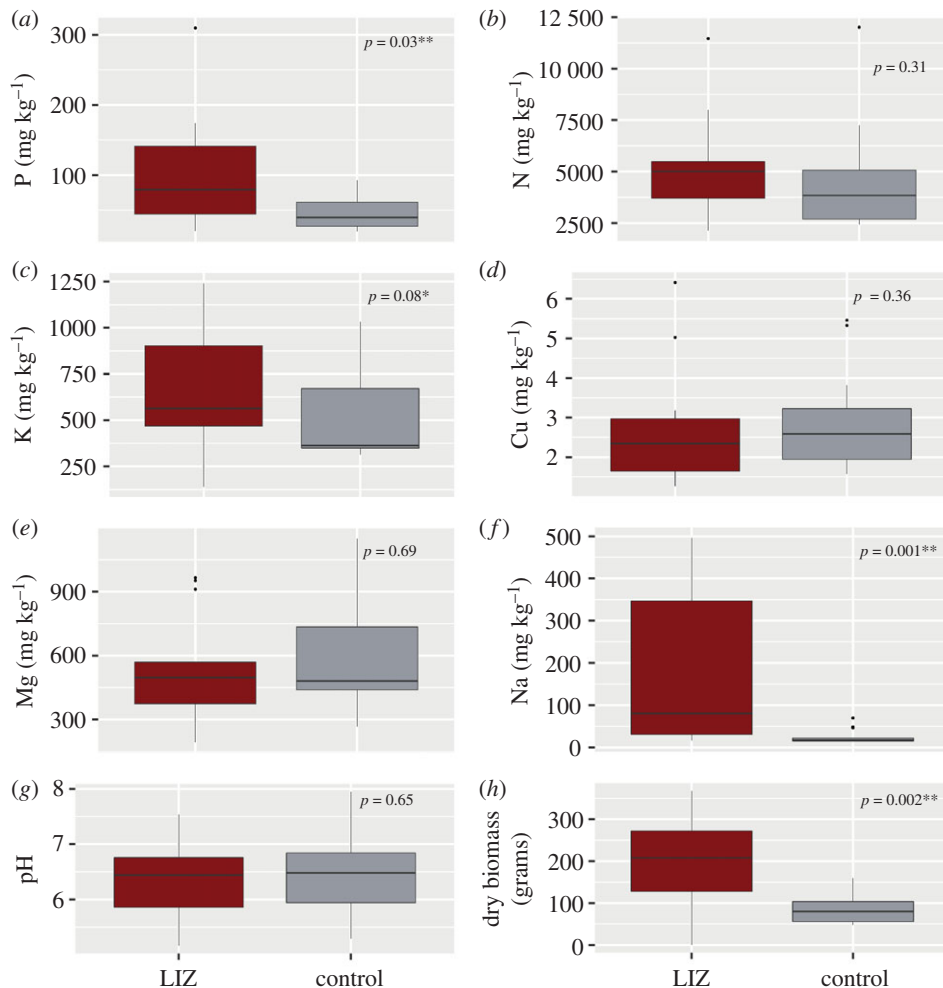 (a)
300
200
100
P (mg kg⁻¹)
p = 0.03**
(b)
12 500
10 000
7500
5000
2500
N (mg kg⁻¹)
p = 0.31
(c)
1250
1000
750
500
250
K (mg kg⁻¹)
p = 0.08*
(d)
6
5
4
3
2
Cu (mg kg⁻¹)
p = 0.36
(e)
900
600
300
Mg (mg kg⁻¹)
p = 0.69
(f)
500
400
300
200
100
0
Na (mg kg⁻¹)
p = 0.001**
(g)
8
7
6
pH
p = 0.65
LIZ control
(h)
300
200
100
0
dry biomass
(grams)
p = 0.002**
LIZ control